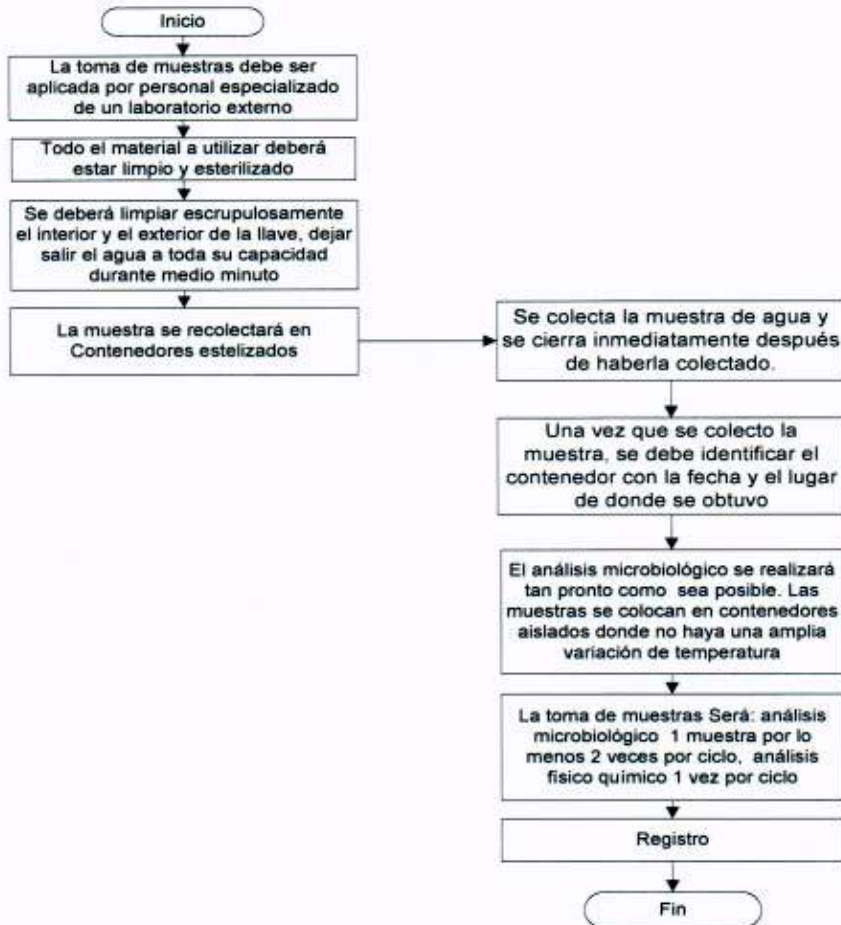 Inicio
La toma de muestras debe ser
aplicada por personal especializado
de un laboratorio externo
Todo el material a utilizar deberá
estar limpio y esterilizado
Se deberá limpiar escrupulosamente
el interior y el exterior de la llave, dejar
salir el agua a toda su capacidad
durante medio minuto
La muestra se recolectará en
Contenedores estelizados
Se colecta la muestra de agua y
se cierra inmediatamente después
de haberla colectado.
Una vez que se colecto la
muestra, se debe identificar el
contenedor con la fecha y el lugar
de donde se obtuvo
El análisis microbiológico se realizará
tan pronto como sea posible. Las
muestras se colocan en contenedores
aislados donde no haya una amplia
variación de temperatura
La toma de muestras Será: análisis
microbiológico 1 muestra por lo
menos 2 veces por ciclo, análisis
físico químico 1 vez por ciclo
Registro
Fin